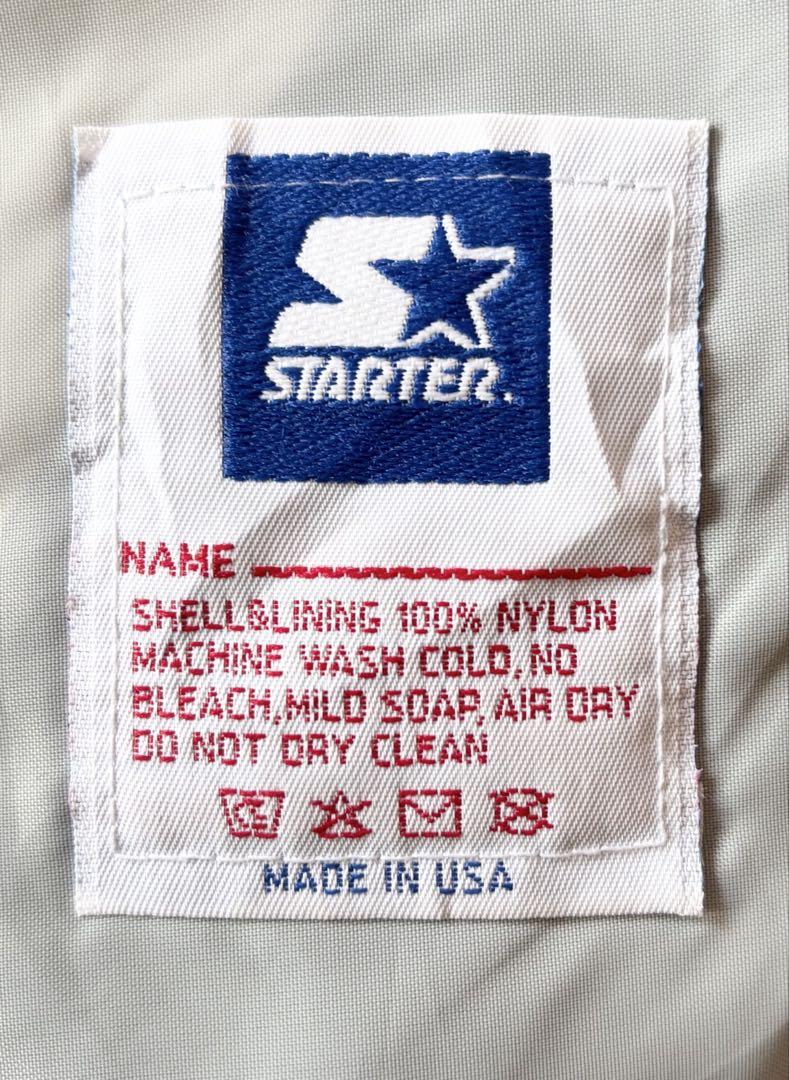 STARTER.
NAME
SHELL&LINING 100% NYLON
MACHINE WASH COLD, NO
BLEACH, MILD SOAP, AIR DRY
DO NOT DRY CLEAN
MADE IN USA